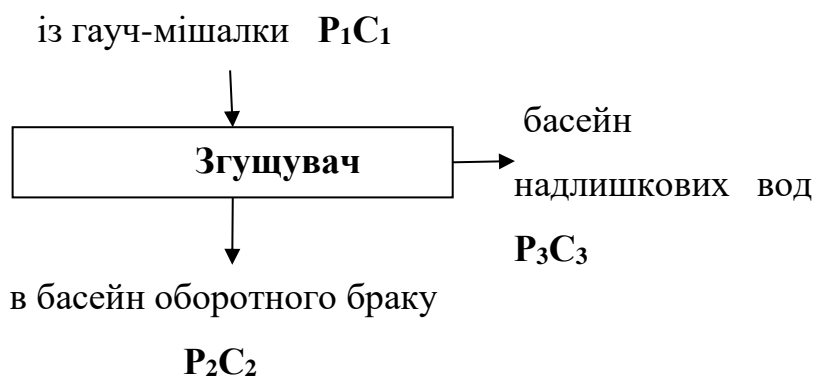 із гауч-мішалки P₁C₁
Згущувач
басейн
надлишкових вод
P₃C₃
в басейн оборотного браку
P₂C₂